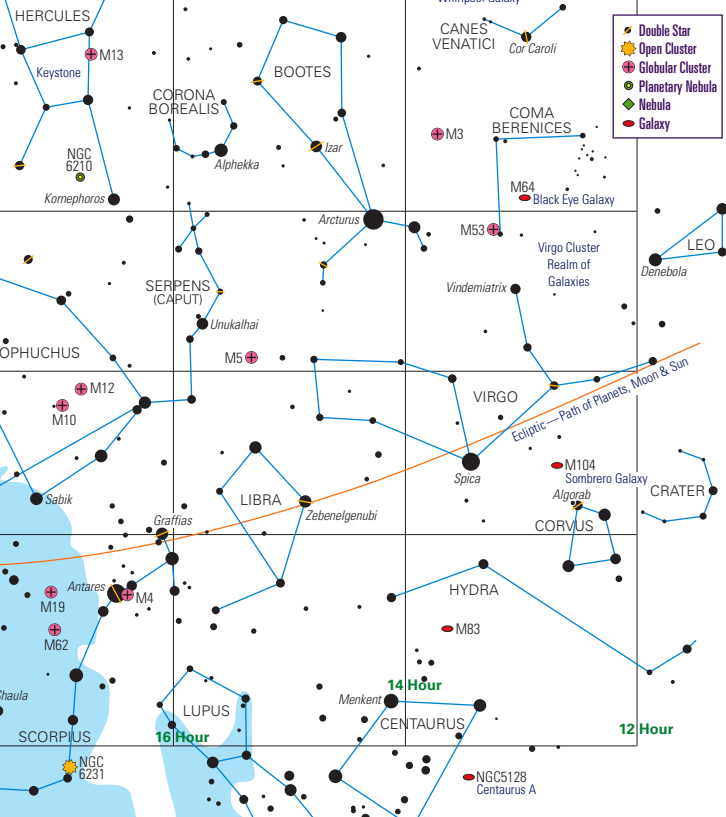 Whirlpool Galaxy
HERCULES
M13
Keystone
CANES
VENATICI
Cor Caroli
Double Star
Open Cluster
Globular Cluster
Planetary Nebula
Nebula
Galaxy
BOOTES
CORONA
BOREALIS
Alphekka
Izar
M3
COMA
BERENICES
NGC
6210
Kornephoros
M64
Black Eye Galaxy
Arcturus
M53
Virgo Cluster
Realm of
Galaxies
LEO
Denebola
SERPENS
(CAPUT)
Unukalhai
Vindemiatrix
OPHUCHUS
M5
M12
M10
VIRGO
Ecliptic—Path of Planets, Moon & Sun
Spica
M104
Sombrero Galaxy
Algorab
CRATER
CORVUS
Sabik
LIBRA
Zebenelgenubi
Graffias
Antares
M4
M19
M62
HYDRA
M83
Shaula
14 Hour
Menkent
CENTAURUS
LUPUS
16 Hour
12 Hour
SCORPIUS
NGC
6231
NGC5128
Centaurus A